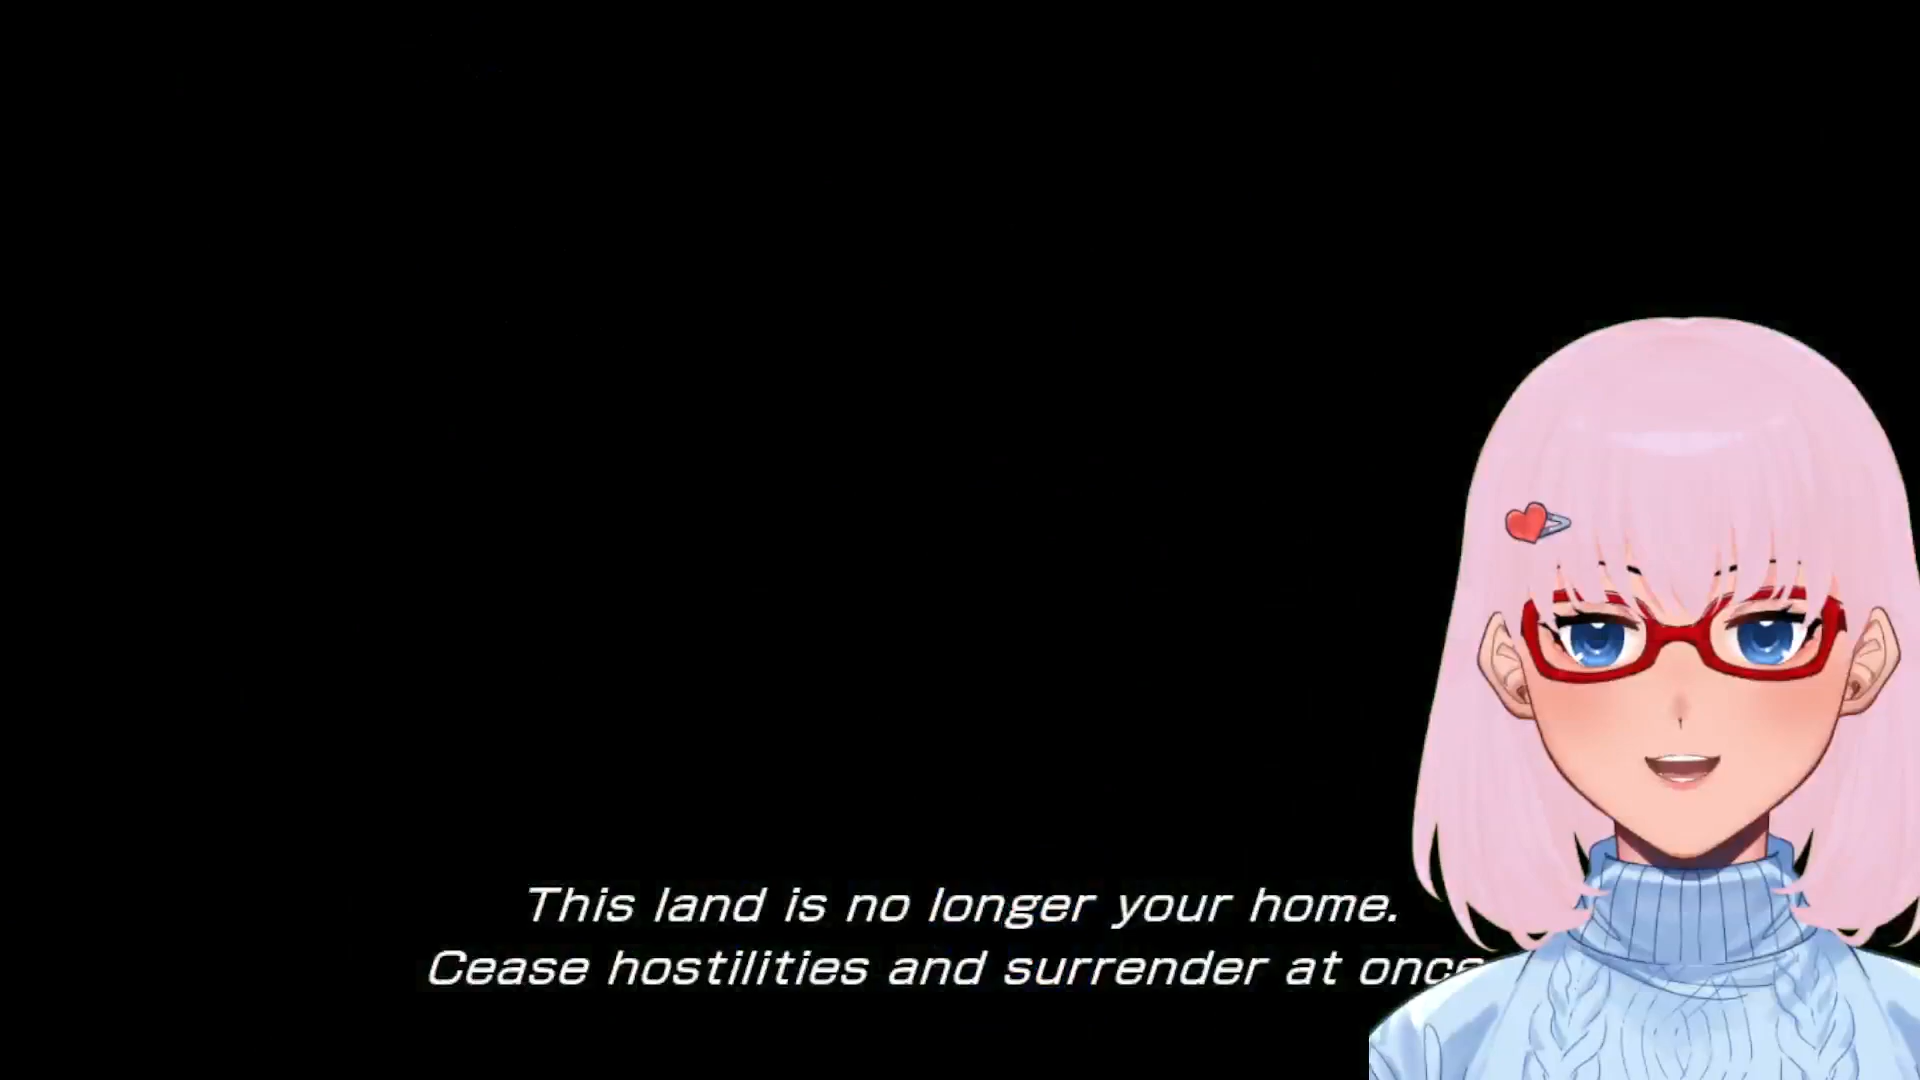 This land is no longer your home.
Cease hostilities and surrender at once